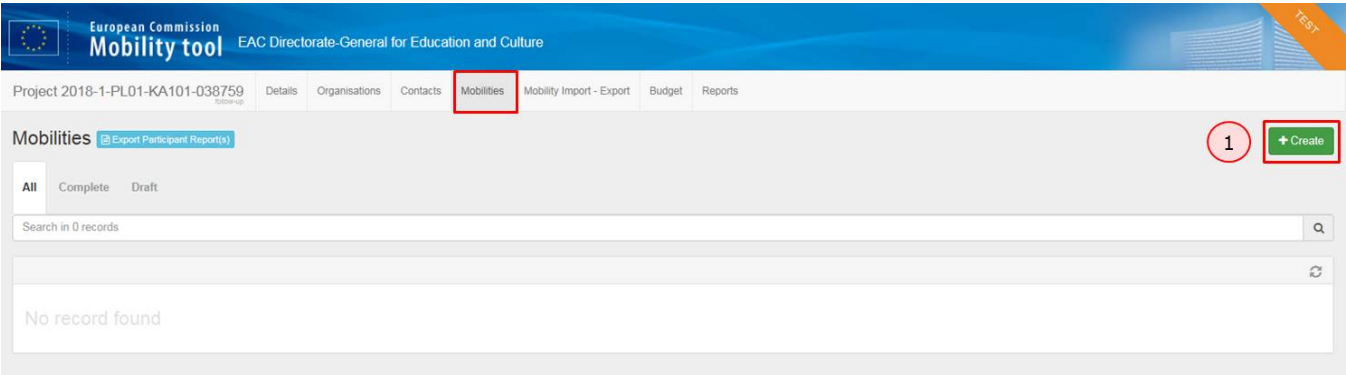 European Commission
Mobility tool EAC Directorate-General for Education and Culture
TEST
Project 2018-1-PL01-KA101-038759 Details Organisations Contacts Mobilities Mobility Import - Export Budget Reports
follow-up
Mobilities Export Participant Report(s) 1 + Create
All Complete Draft
Search in 0 records
No record found